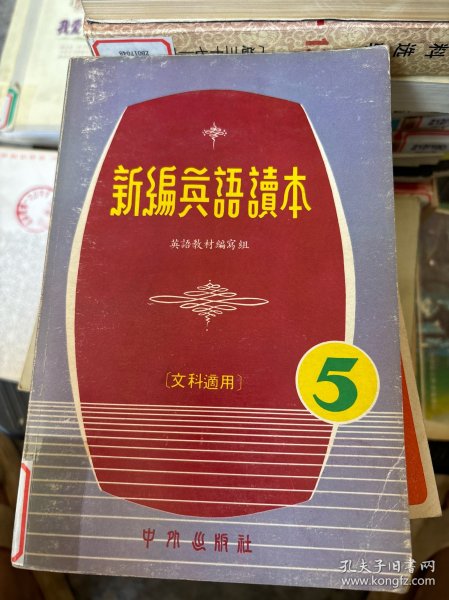 ZB017048
新編英語讀本
英語教材編寫組
〔文科適用〕
5
中外出版社
孔夫子旧书网
www.kongfz.com